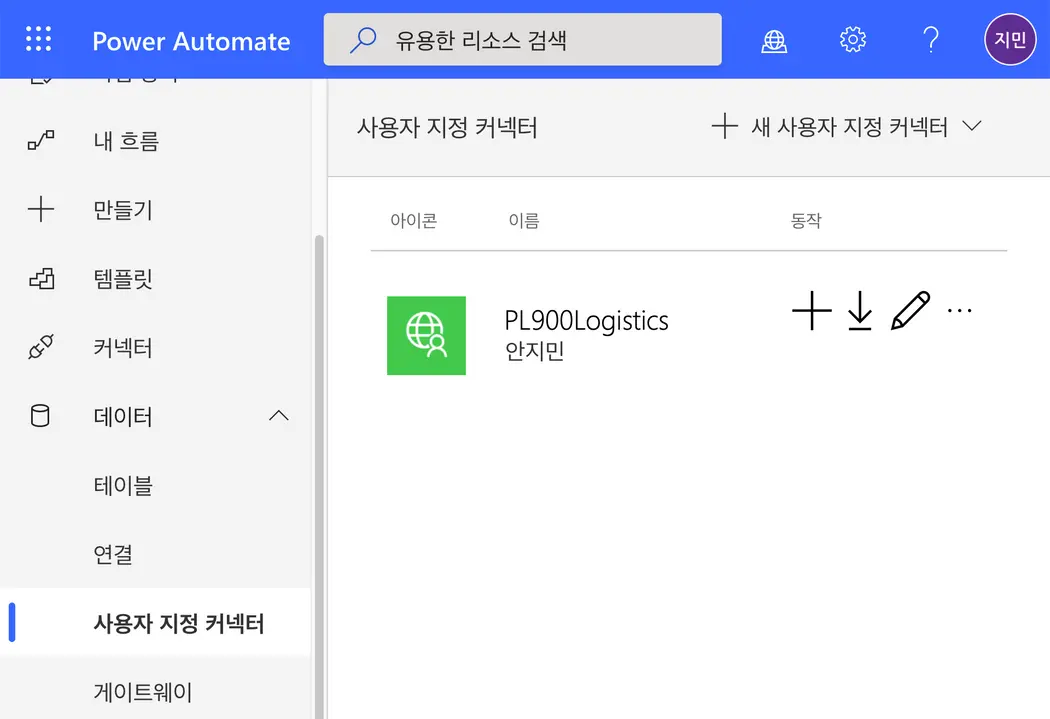 Power Automate
유용한 리소스 검색
지민
내 흐름
만들기
템플릿
커넥터
데이터
테이블
연결
사용자 지정 커넥터
게이트웨이
사용자 지정 커넥터
새 사용자 지정 커넥터
아이콘 이름 동작
PL900Logistics
안지민